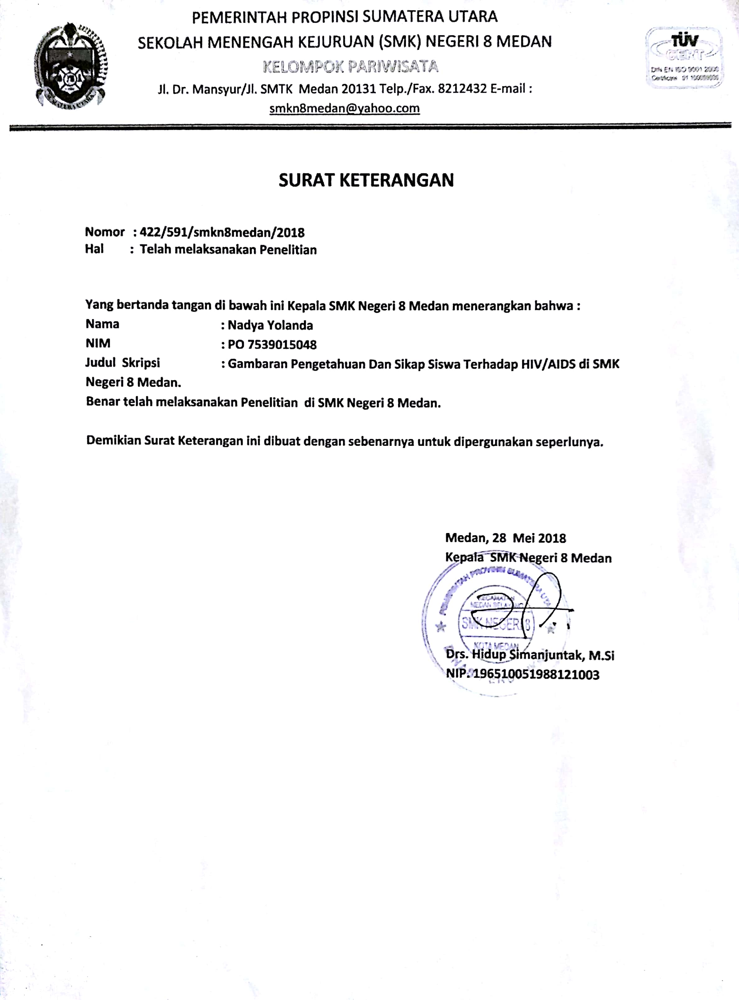 PEMERINTAH PROPINSI SUMATERA UTARA
SEKOLAH MENENGAH KEJURUAN (SMK) NEGERI 8 MEDAN
KELOMPOK PARIWISATA
Jl. Dr. Mansyur/Jl. SMTK Medan 20131 Telp./Fax. 8212432 E-mail :
smkn8medan@yahoo.com
TÜV
CERT
DIN EN ISO 9001 2000
Certificate
SURAT KETERANGAN
Nomor : 422/591/smkn8medan/2018
Hal : Telah melaksanakan Penelitian
Yang bertanda tangan di bawah ini Kepala SMK Negeri 8 Medan menerangkan bahwa :
Nama : Nadya Yolanda
NIM : PO 7539015048
Judul Skripsi : Gambaran Pengetahuan Dan Sikap Siswa Terhadap HIV/AIDS di SMK
Negeri 8 Medan.
Benar telah melaksanakan Penelitian di SMK Negeri 8 Medan.
Demikian Surat Keterangan ini dibuat dengan sebenarnya untuk dipergunakan seperlunya.
Medan, 28 Mei 2018
Kepala SMK Negeri 8 Medan
PEMERINTAH PROVINSI SUMATERA UTARA
KECAMATAN
MEDAN
SMK NEGERI 8
KOTA MEDAN
Drs. Hidup Simanjuntak, M.Si
NIP. 196510051988121003